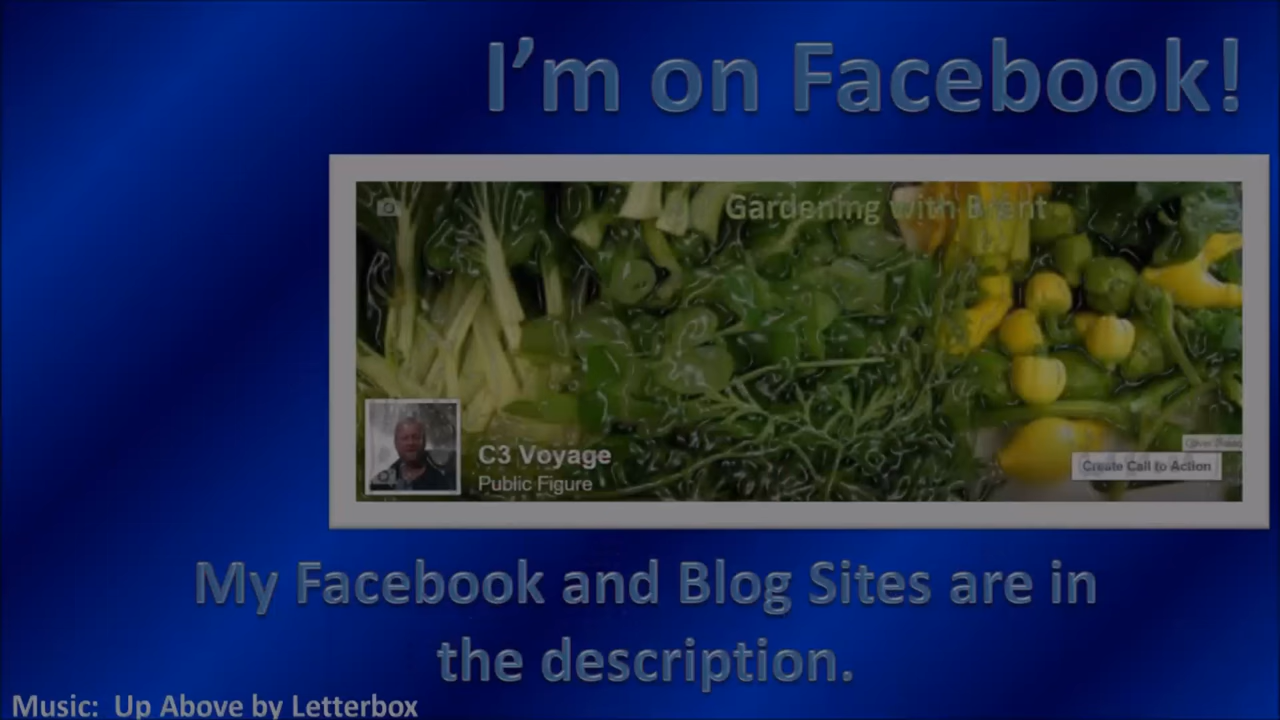 I'm on Facebook!
Gardening with Brent
C3 Voyage
Public Figure
Create Call to Action
My Facebook and Blog Sites are in
the description.
Music: Up Above by Letterbox